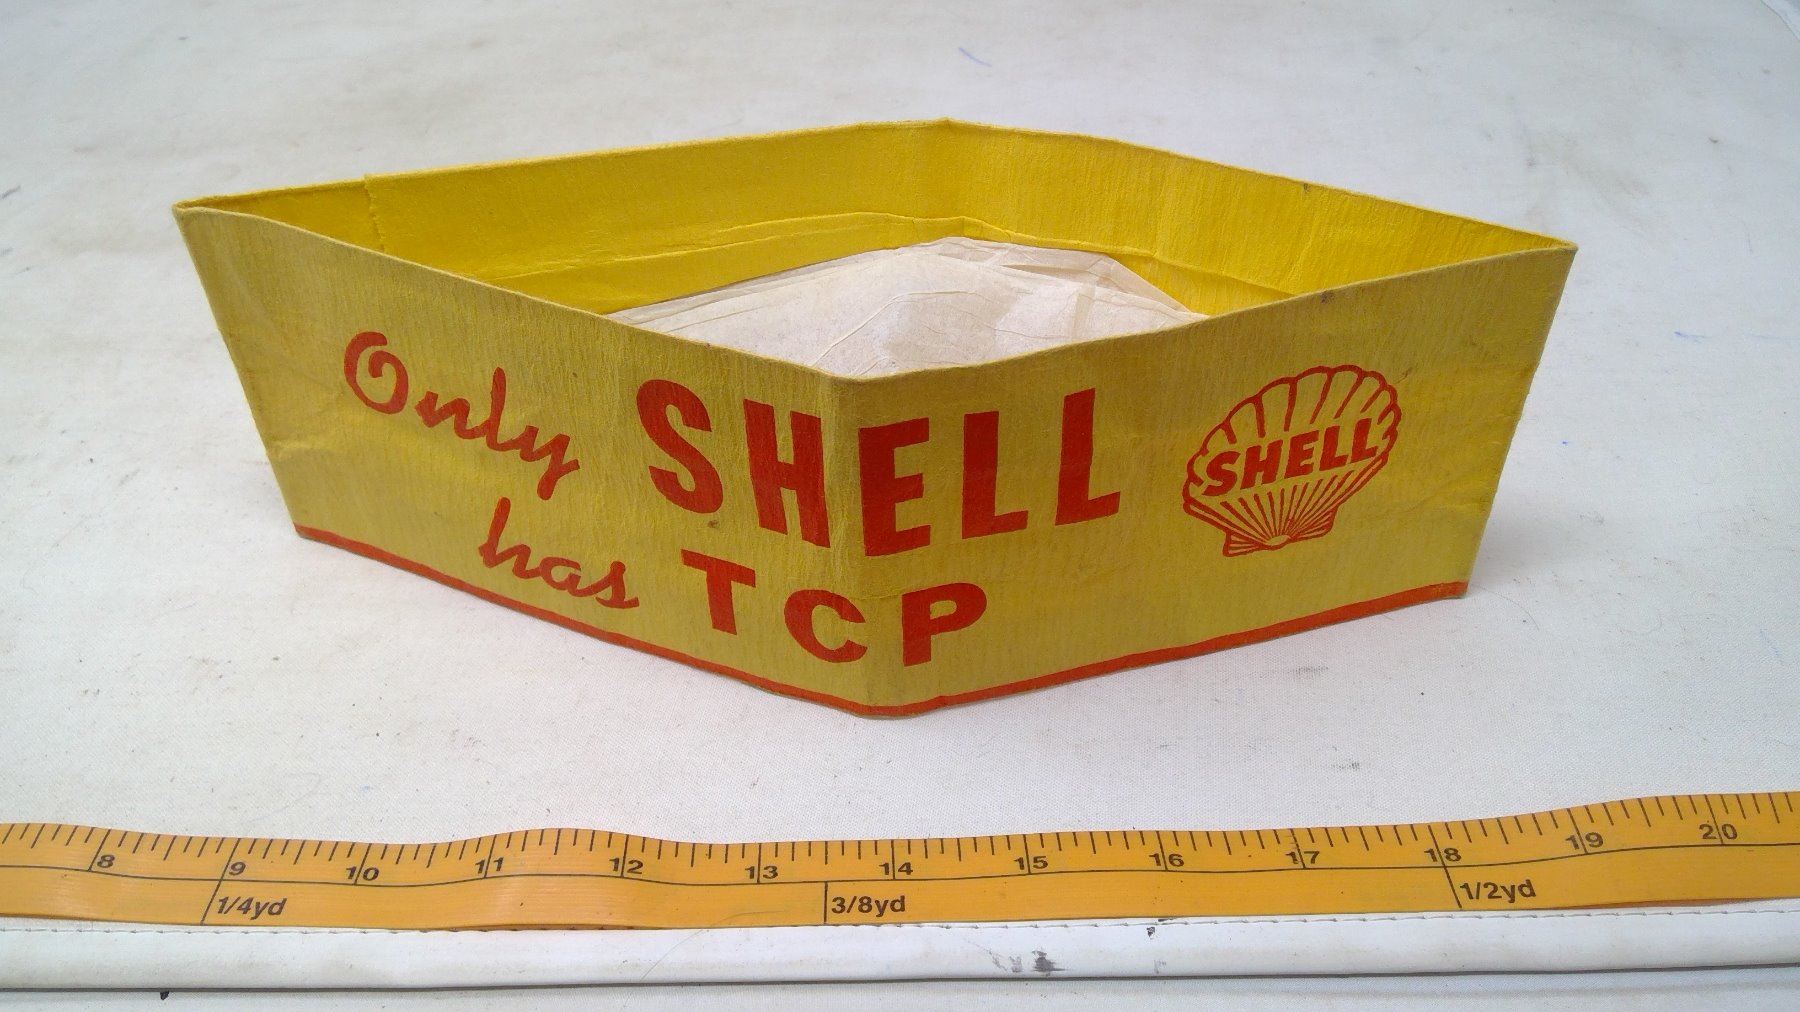 Only SHELL
has TCP
SHELL
8 9 10 11 12 13 14 15 16 17 18 19 20
1/4yd 3/8yd 1/2yd